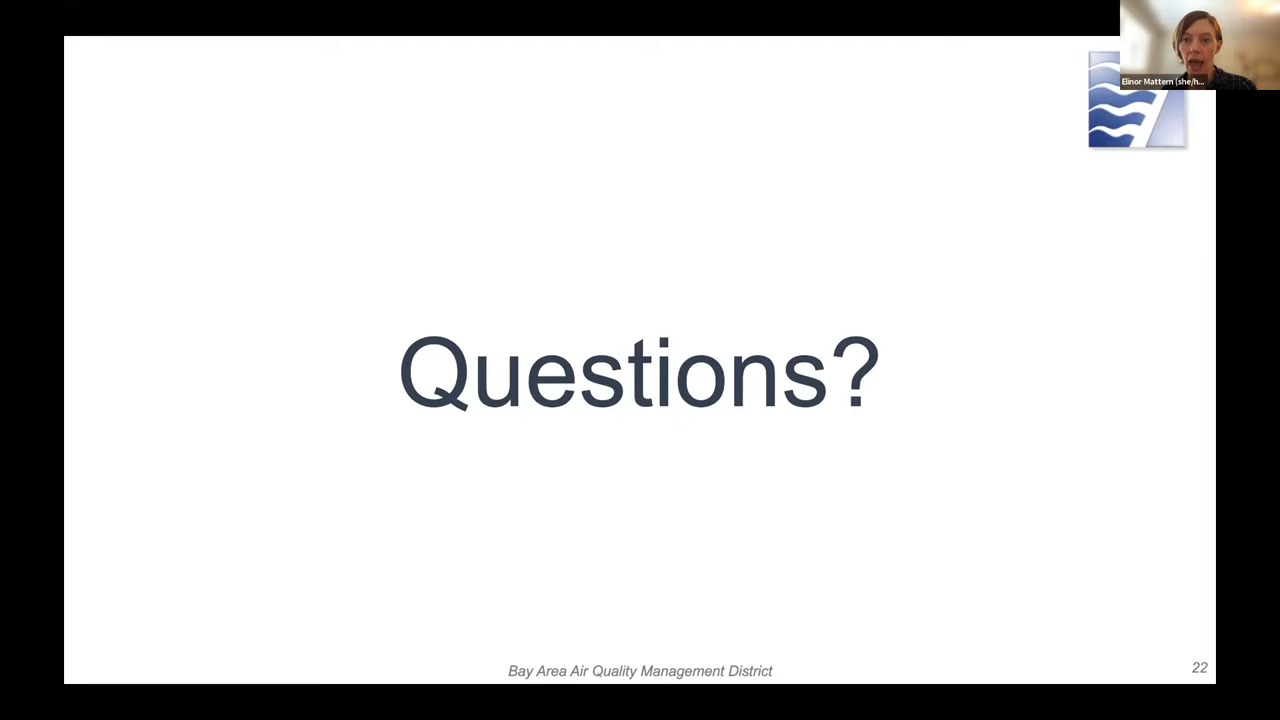 Elinor Mattern (she/h...
Questions?
Bay Area Air Quality Management District
22